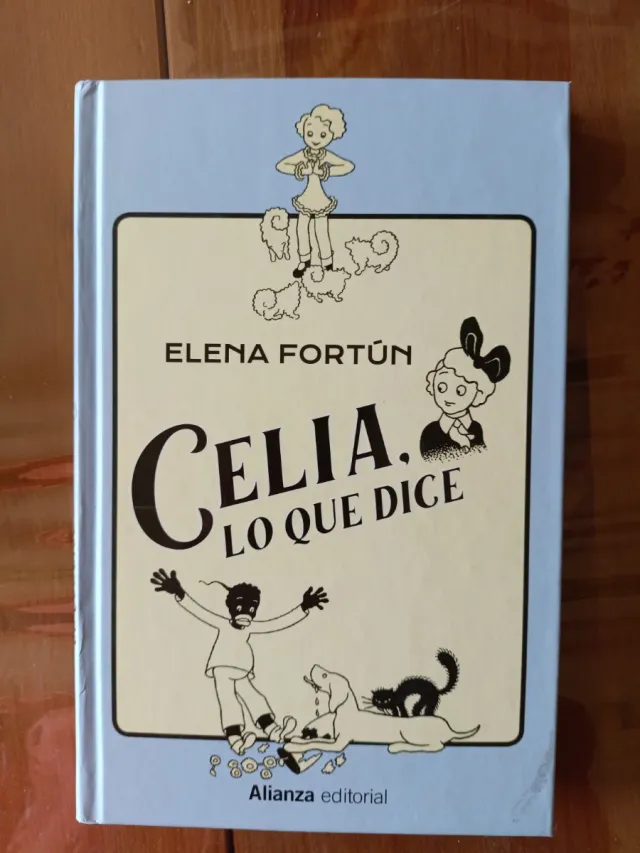 ELENA FORTÚN
CELIA,
LO QUE DICE
Alianza editorial